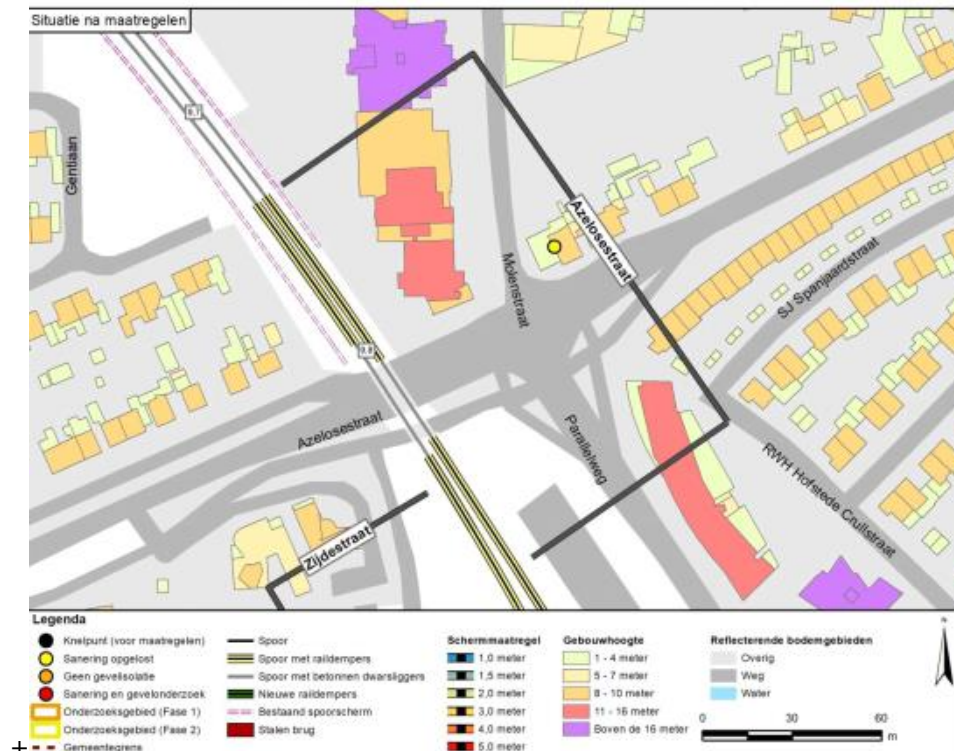 Situatie na maatregelen
8.7
Gentiaan
Azelosestraat
Molenstraat
SJ Spanjaardstraat
8.8
Azelosestraat
Parallelweg
RWH Hofstede Crullstraat
Zijdestraat
Legenda
Knelpunt (voor maatregelen)
Sanering opgelost
Geen gevelisolatie
Sanering en gevelonderzoek
Onderzoeksgebied (Fase 1)
Onderzoeksgebied (Fase 2)
Gemeentegrens
Spoor
Spoor met raildempers
Spoor met betonnen dwarsliggers
Nieuwe raildempers
Bestaand spoorscherm
Stalen brug
Schermmaatregel
1,0 meter
1,5 meter
2,0 meter
3,0 meter
4,0 meter
5,0 meter
Gebouwhoogte
1 - 4 meter
5 - 7 meter
8 - 10 meter
11 - 16 meter
Boven de 16 meter
Reflecterende bodemgebieden
Overig
Weg
Water
N
0 30 60
m